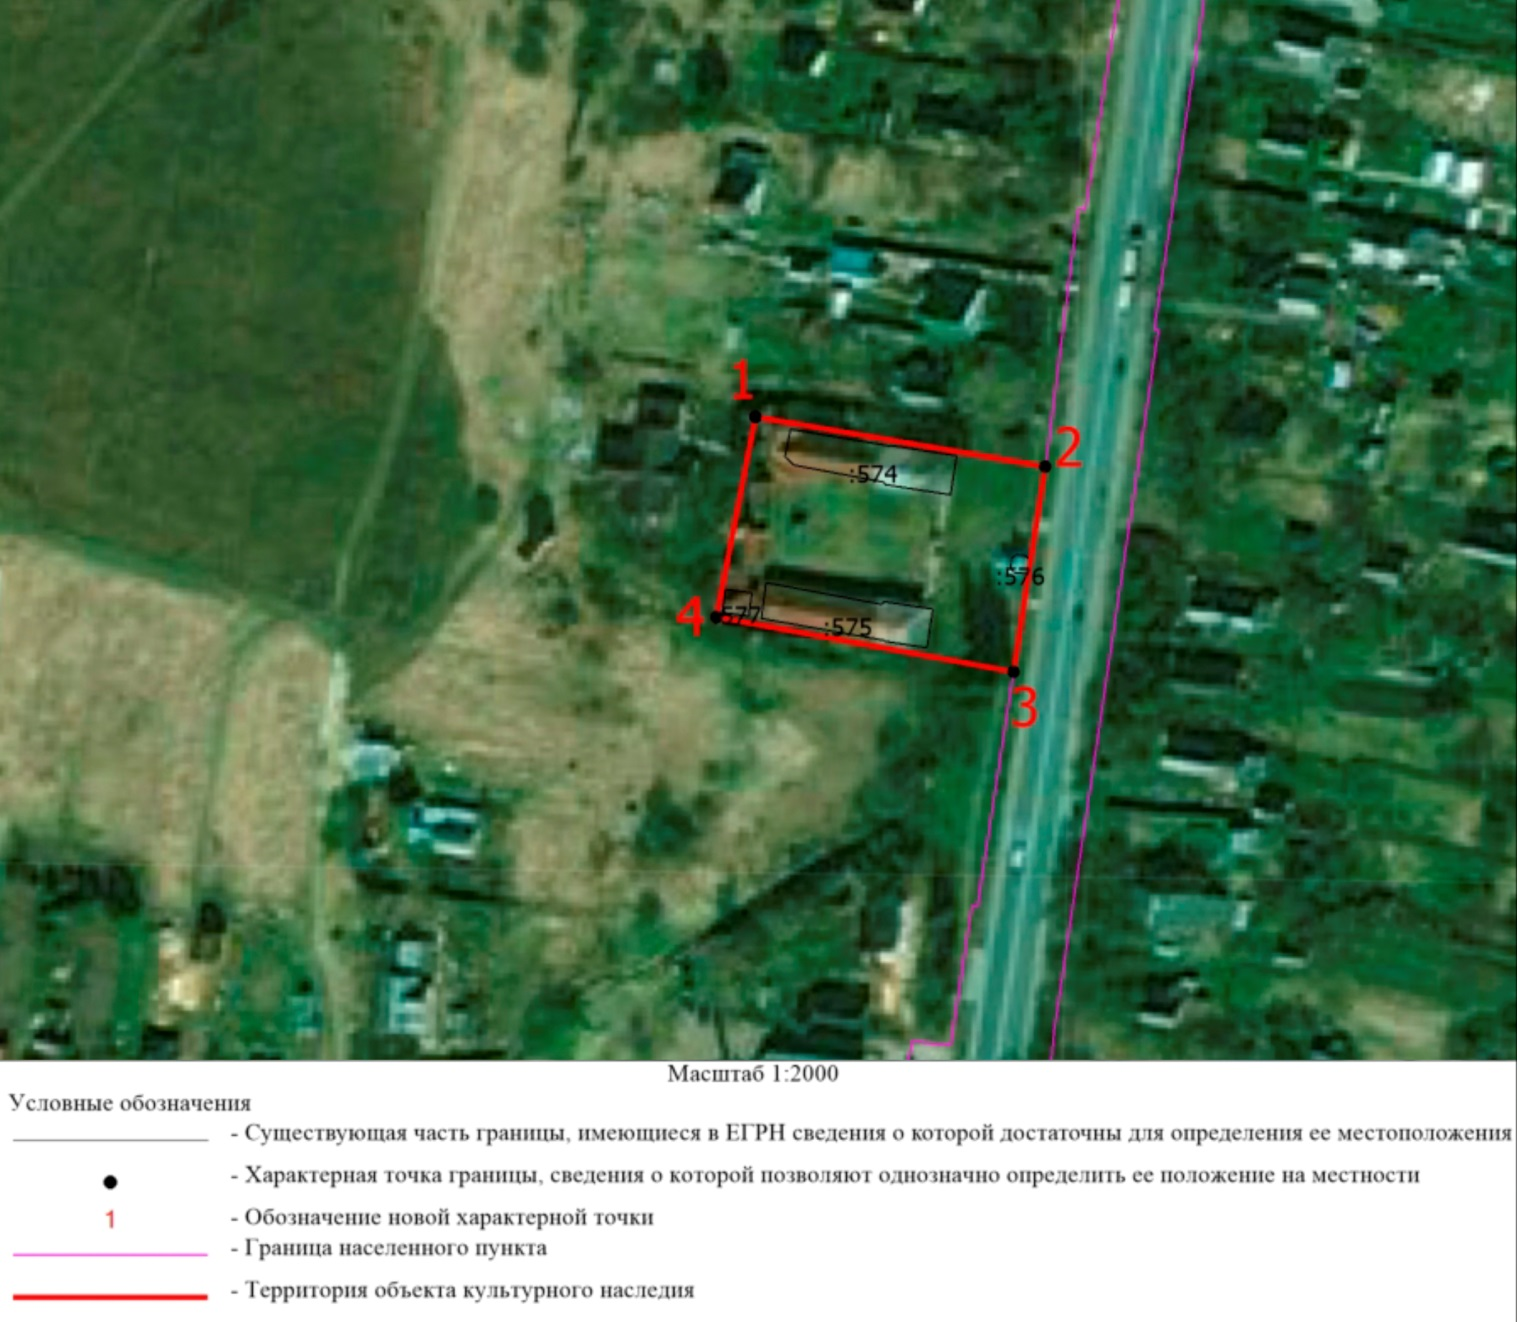 1
2
:574
:576
4
577
:575
3
Масштаб 1:2000
Условные обозначения
- Существующая часть границы, имеющиеся в ЕГРН сведения о которой достаточны для определения ее местоположения
- Характерная точка границы, сведения о которой позволяют однозначно определить ее положение на местности
1 - Обозначение новой характерной точки
- Граница населенного пункта
- Территория объекта культурного наследия